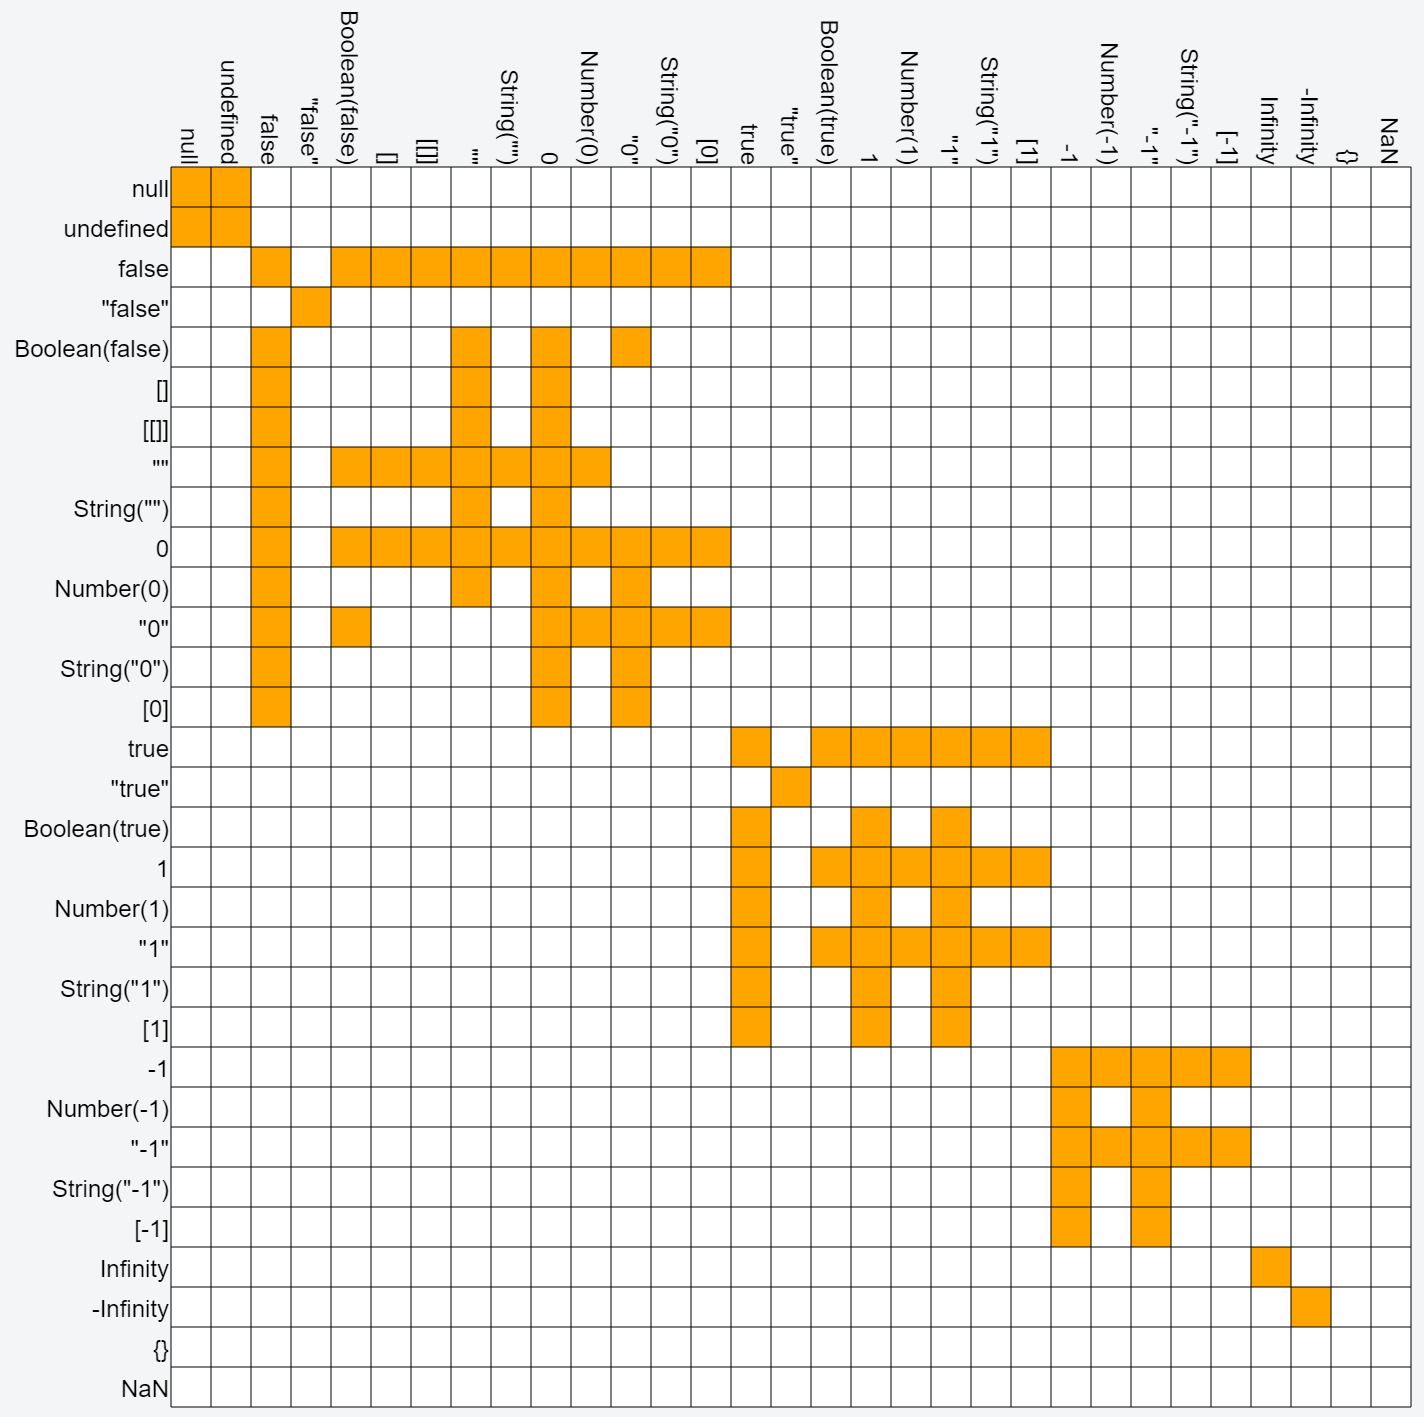 null
undefined
false
"false"
Boolean(false)
[]
[[]]
""
String("")
0
Number(0)
"0"
String("0")
[0]
true
"true"
Boolean(true)
1
Number(1)
"1"
String("1")
[1]
-1
Number(-1)
"-1"
String("-1")
[-1]
Infinity
-Infinity
{}
NaN
null
undefined
false
"false"
Boolean(false)
[]
[[]]
""
String("")
0
Number(0)
"0"
String("0")
[0]
true
"true"
Boolean(true)
1
Number(1)
"1"
String("1")
[1]
-1
Number(-1)
"-1"
String("-1")
[-1]
Infinity
-Infinity
{}
NaN